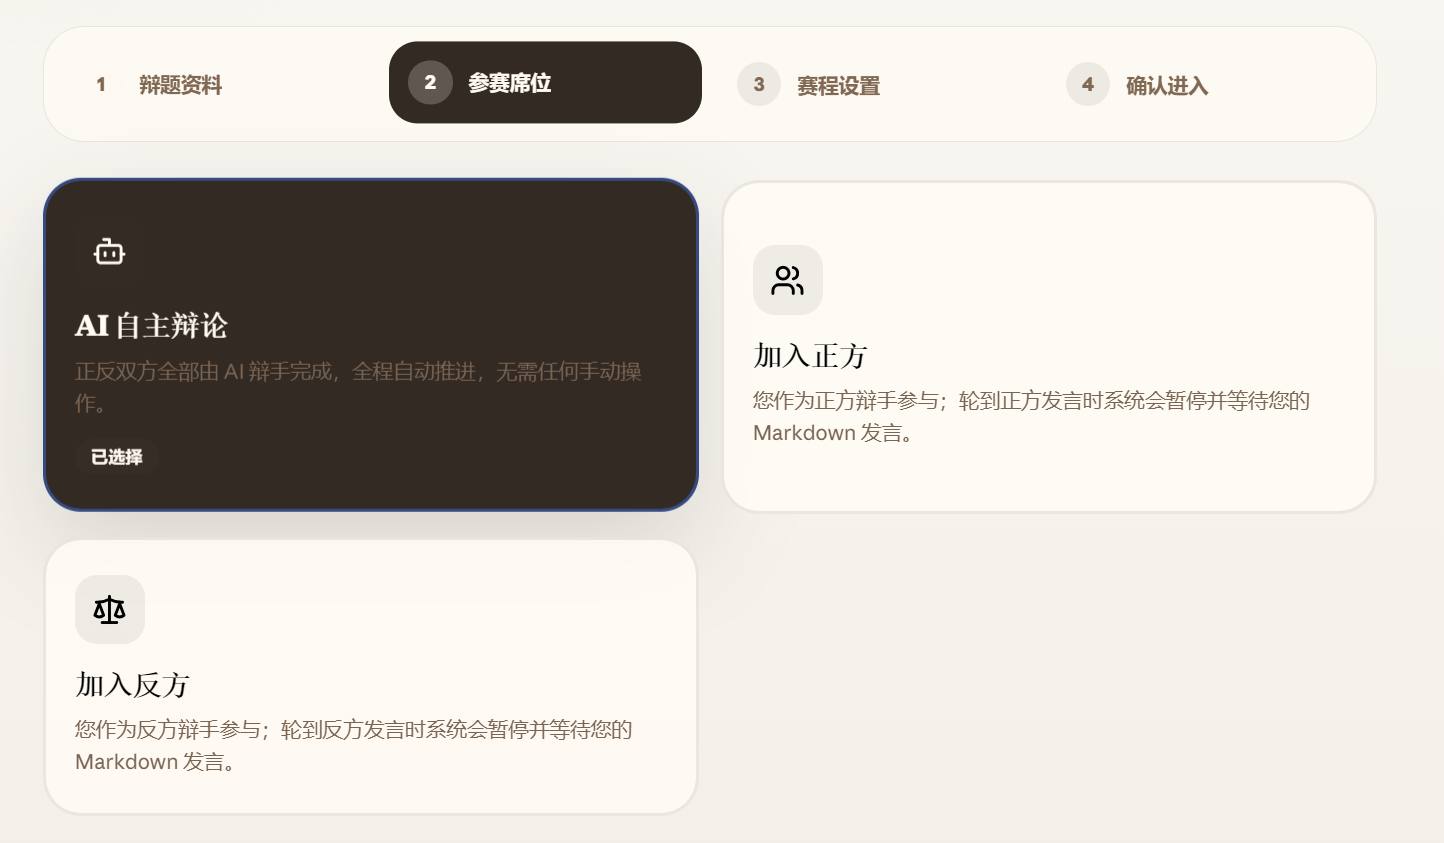 1 辩题资料
2 参赛席位
3 赛程设置
4 确认进入
AI 自主辩论
正反双方全部由 AI 辩手完成，全程自动推进，无需任何手动操
作。
已选择
加入正方
您作为正方辩手参与；轮到正方发言时系统会暂停并等待您的
Markdown 发言。
加入反方
您作为反方辩手参与；轮到反方发言时系统会暂停并等待您的
Markdown 发言。